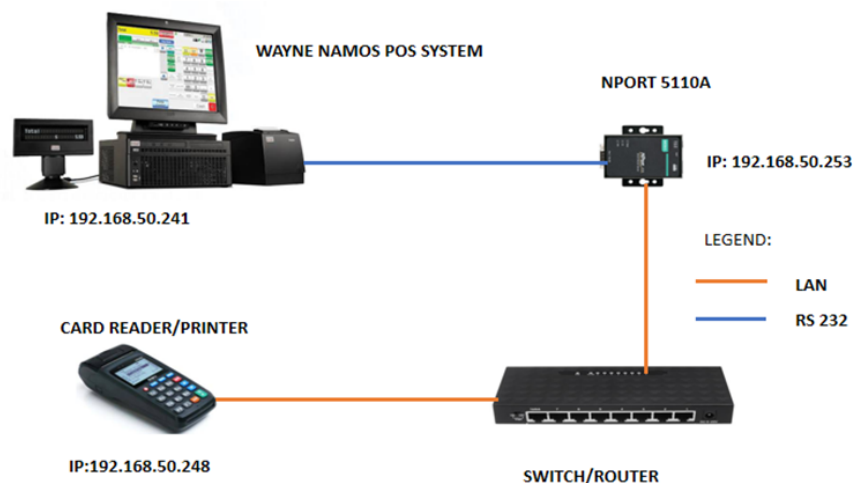 WAYNE NAMOS POS SYSTEM
NPORT 5110A
IP: 192.168.50.253
IP: 192.168.50.241
LEGEND:
LAN
RS 232
CARD READER/PRINTER
IP:192.168.50.248
SWITCH/ROUTER